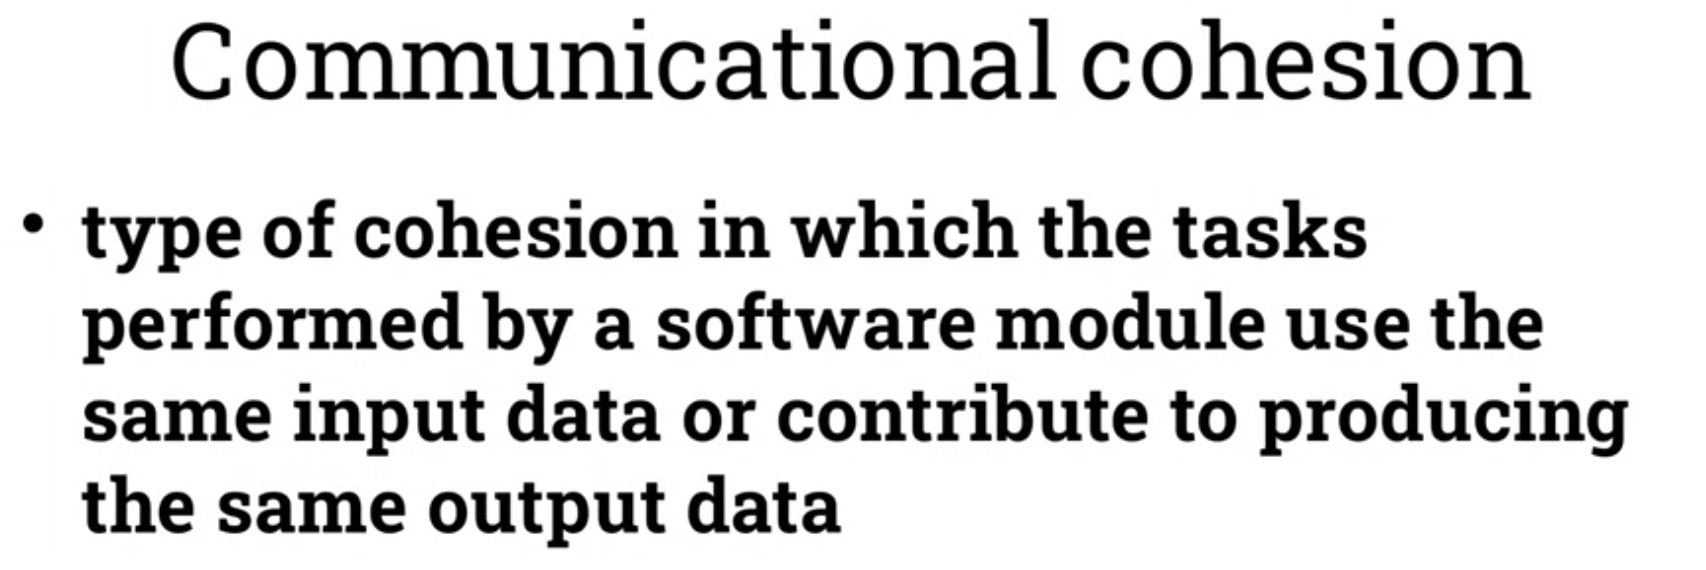 Communicational cohesion
• type of cohesion in which the tasks
performed by a software module use the
same input data or contribute to producing
the same output data